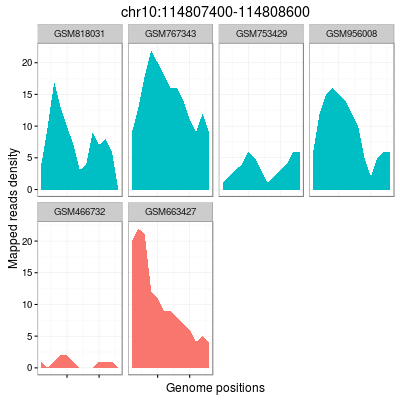 chr10:114807400-114808600
GSM818031 GSM767343 GSM753429 GSM956008
20
15
10
5
0
GSM466732 GSM663427
20
15
10
5
0
Mapped reads density
Genome positions